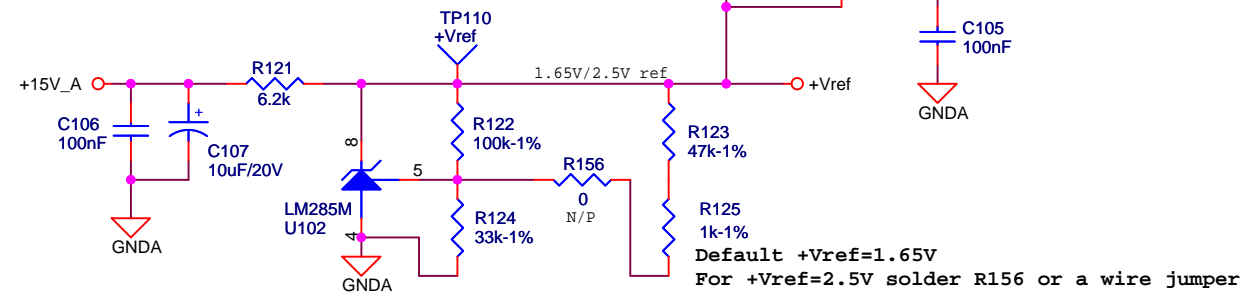 TP110
+Vref
C105
100nF
GNDA
+15V_A
R121
6.2k
1.65V/2.5V ref
+Vref
C106
100nF
+
C107
10uF/20V
GNDA
8
R122
100k-1%
R123
47k-1%
5
R156
0
N/P
LM285M
U102
4
GNDA
R124
33k-1%
R125
1k-1%
Default +Vref=1.65V
For +Vref=2.5V solder R156 or a wire jumper